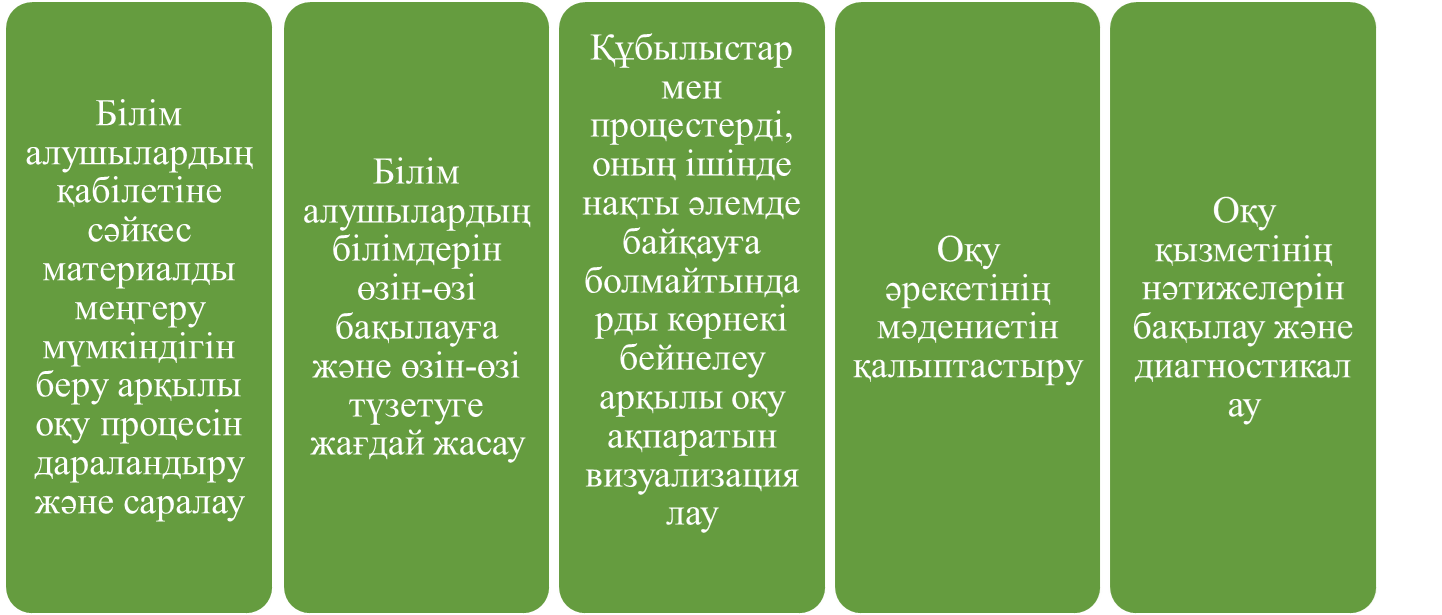 Білім
алушылардың
қабілетіне
сәйкес
материалды
меңгеру
мүмкіндігін
беру арқылы
оқу процесін
дараландыру
және саралау
Білім
алушылардың
білімдерін
өзін-өзі
бақылауға
және өзін-өзі
түзетуге
жағдай жасау
Құбылыстар
мен
процестерді,
оның ішінде
нақты әлемде
байқауға
болмайтында
рды көрнекі
бейнелеу
арқылы оқу
ақпаратын
визуализация
лау
Оқу
әрекетінің
мәдениетін
қалыптастыру
Оқу
қызметінің
нәтижелерін
бақылау және
диагностикал
ау